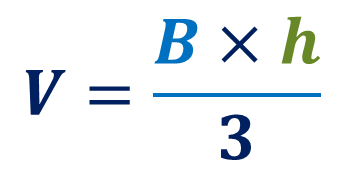 V = B × h / 3